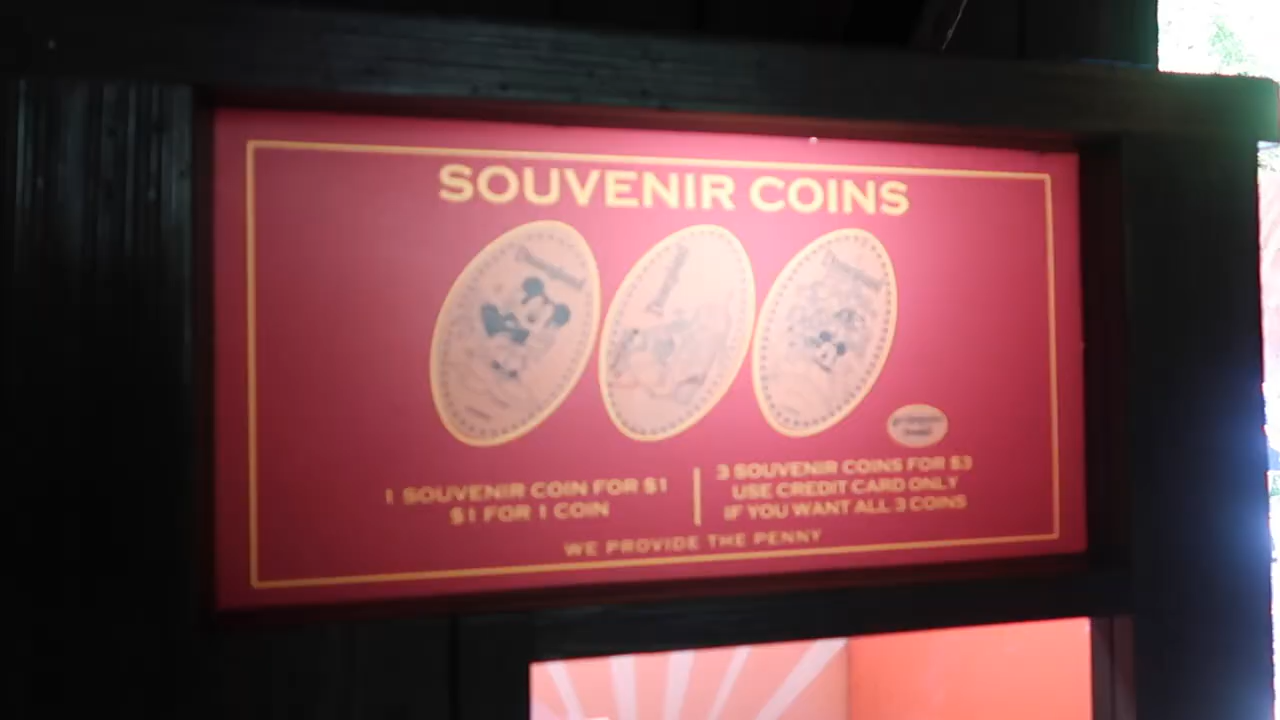 SOUVENIR COINS
1 SOUVENIR COIN FOR $1
$1 FOR 1 COIN
3 SOUVENIR COINS FOR $3
USE CREDIT CARD ONLY
IF YOU WANT ALL 3 COINS
WE PROVIDE THE PENNY